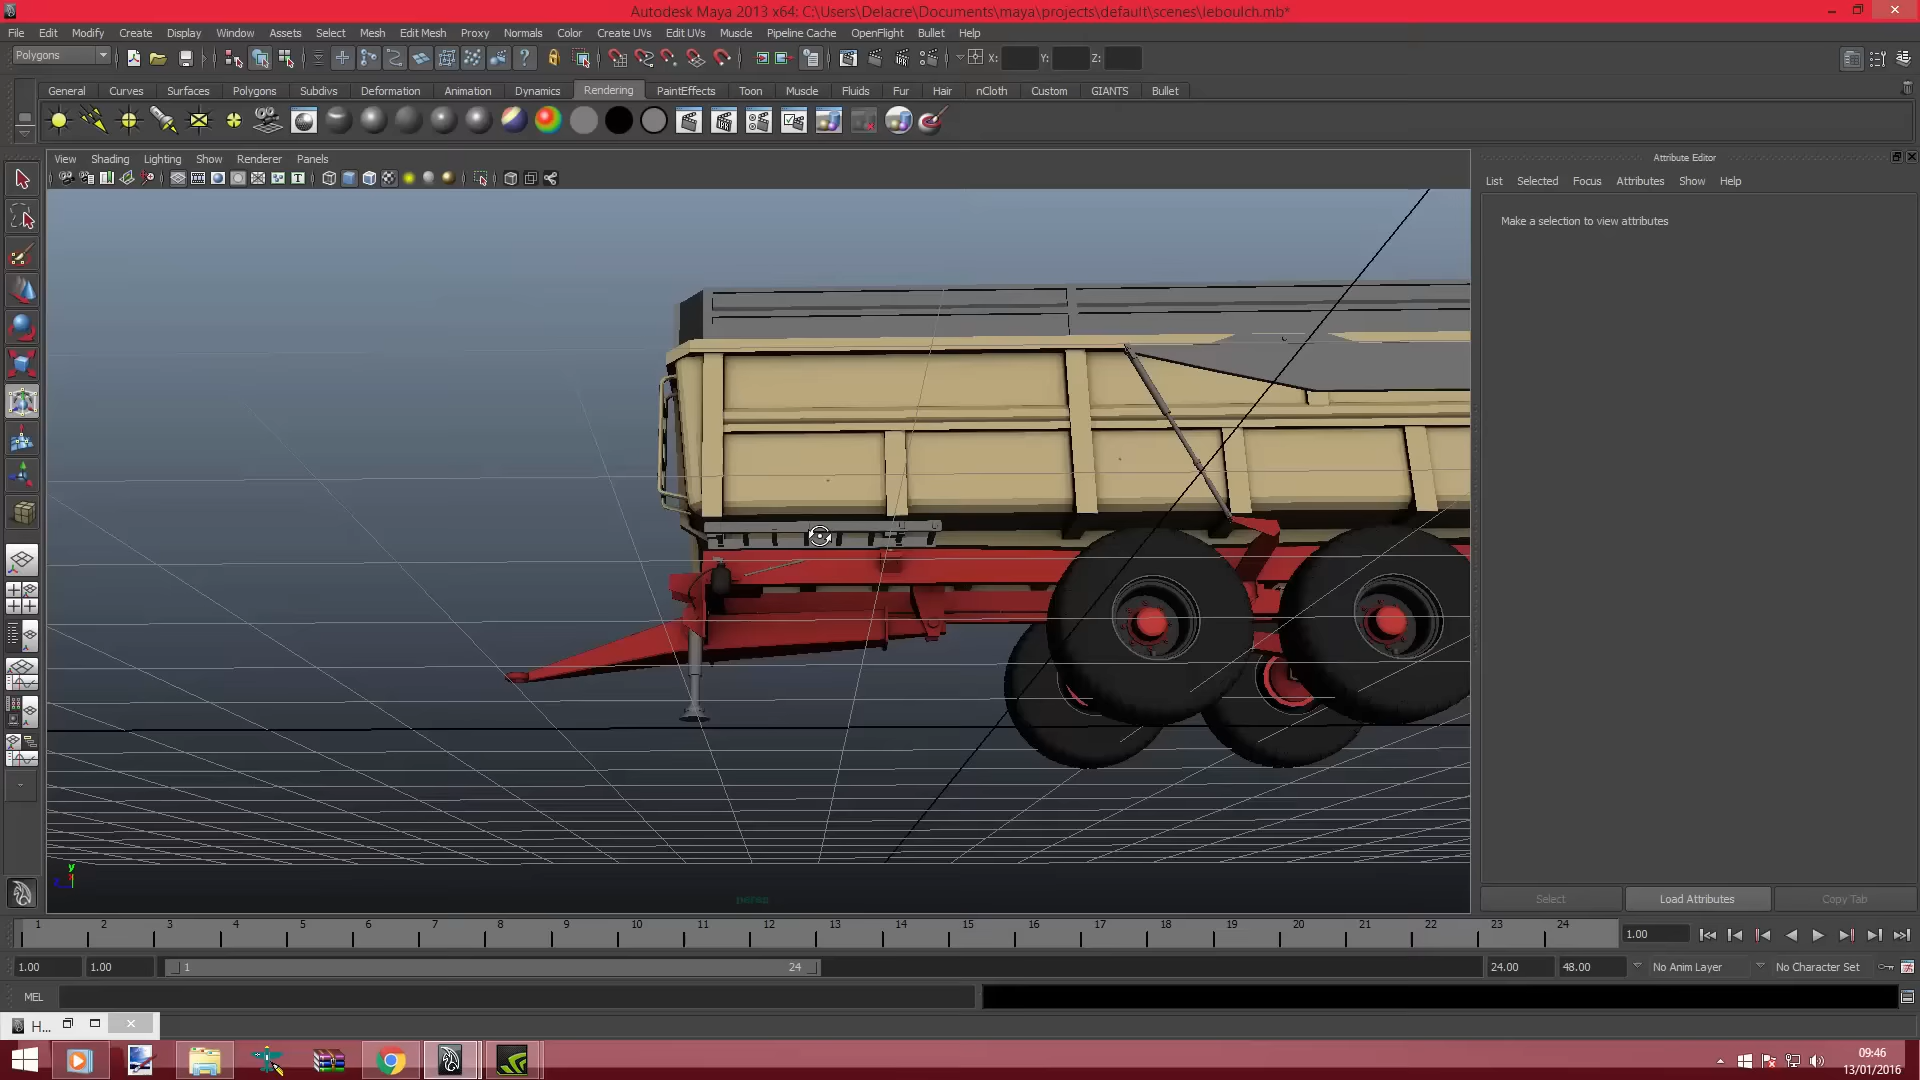 Autodesk Maya 2013 x64: C:\Users\Delacre\Documents\maya\projects\default\scenes\leboulch.mb*
File Edit Modify Create Display Window Assets Select Mesh Edit Mesh Proxy Normals Color Create UVs Edit UVs Muscle Pipeline Cache OpenFlight Bullet Help
Polygons X: Y: Z:
General Curves Surfaces Polygons Subdivs Deformation Animation Dynamics Rendering PaintEffects Toon Muscle Fluids Fur Hair nCloth Custom GIANTS Bullet
View Shading Lighting Show Renderer Panels
Attribute Editor
List Selected Focus Attributes Show Help
Make a selection to view attributes
y
persp
Select Load Attributes Copy Tab
1 2 3 4 5 6 7 8 9 10 11 12 13 14 15 16 17 18 19 20 21 22 23 24 1.00
1.00 1.00 1 24 24.00 48.00 No Anim Layer No Character Set
MEL
H...
09:46
13/01/2016